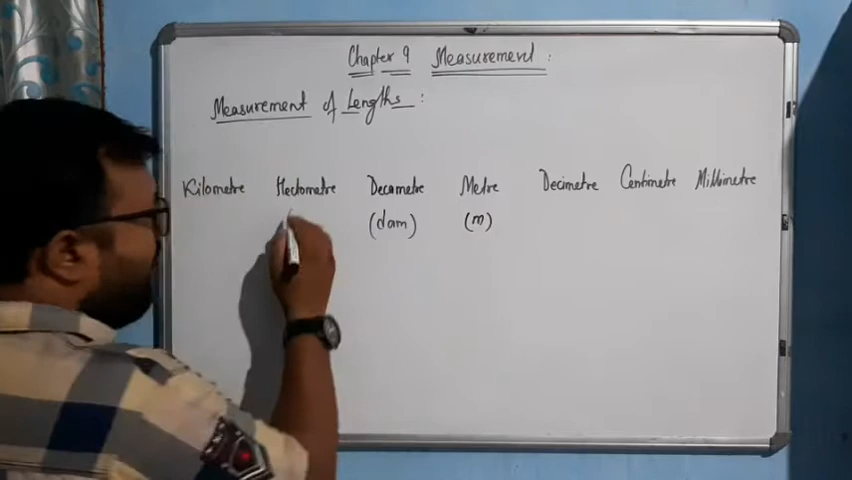 Chapter 9 Measurement :
Measurement of Lengths :
Kilometre Hectometre Decametre Metre Decimetre Centimetre Millimetre
(dam) (m)